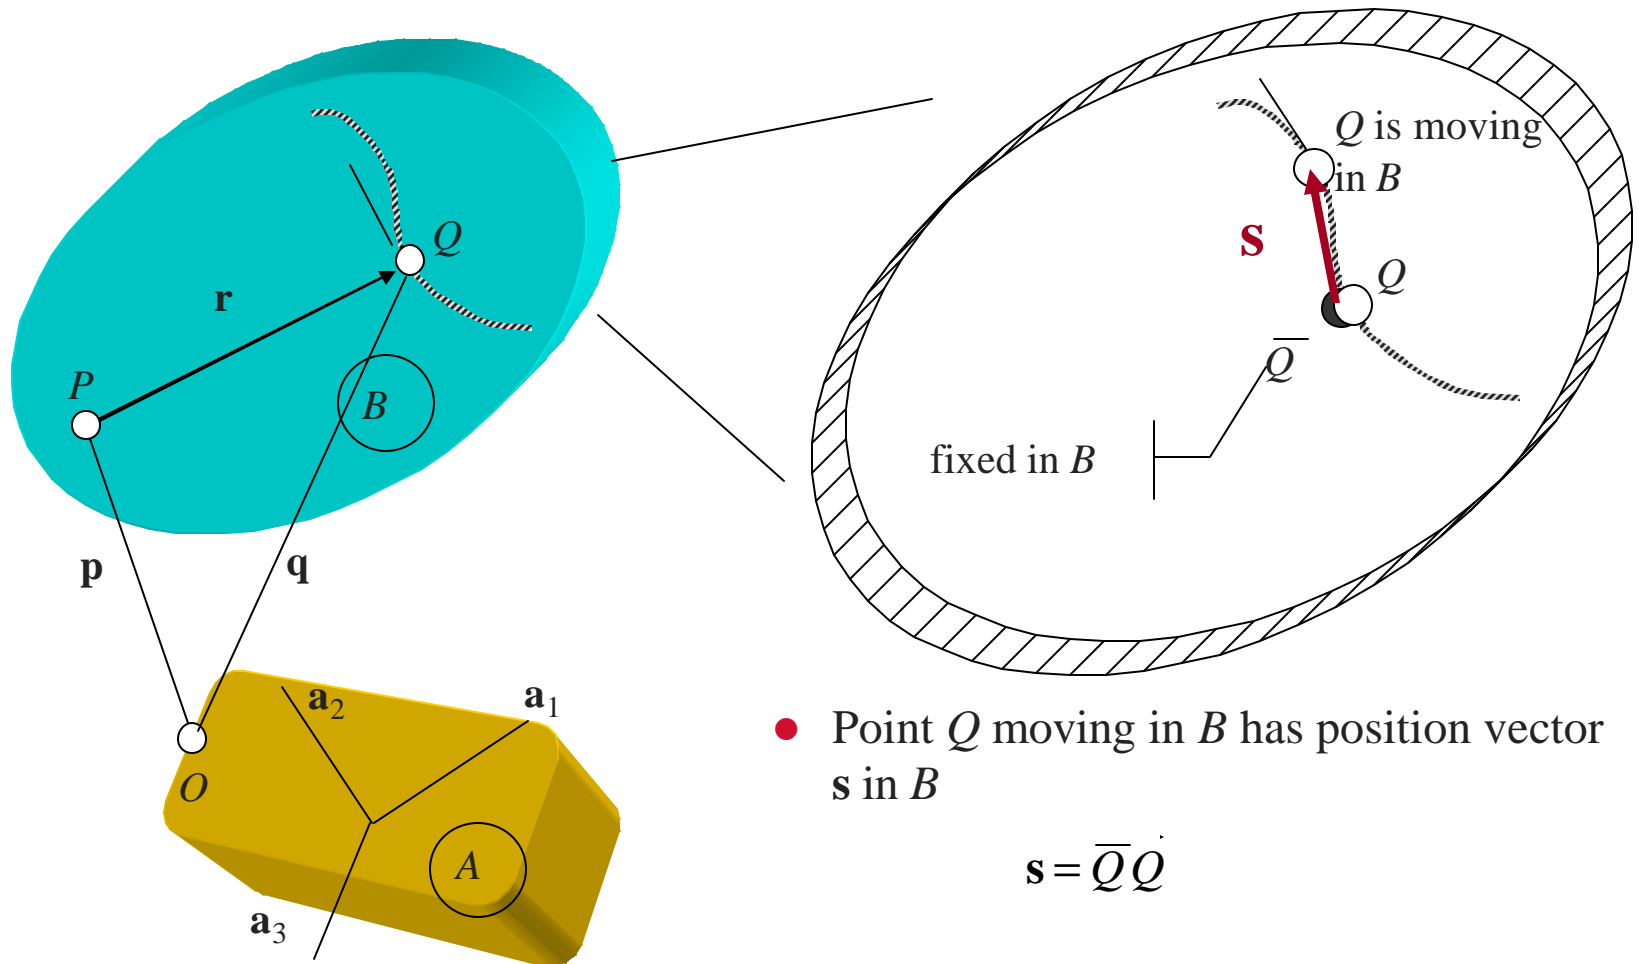 Q
r
P
B
p
q
a₂
a₁
O
A
a₃
Q is moving
in B
s
Q
Q̅
fixed in B
● Point Q moving in B has position vector
s in B
s = Q̅Q